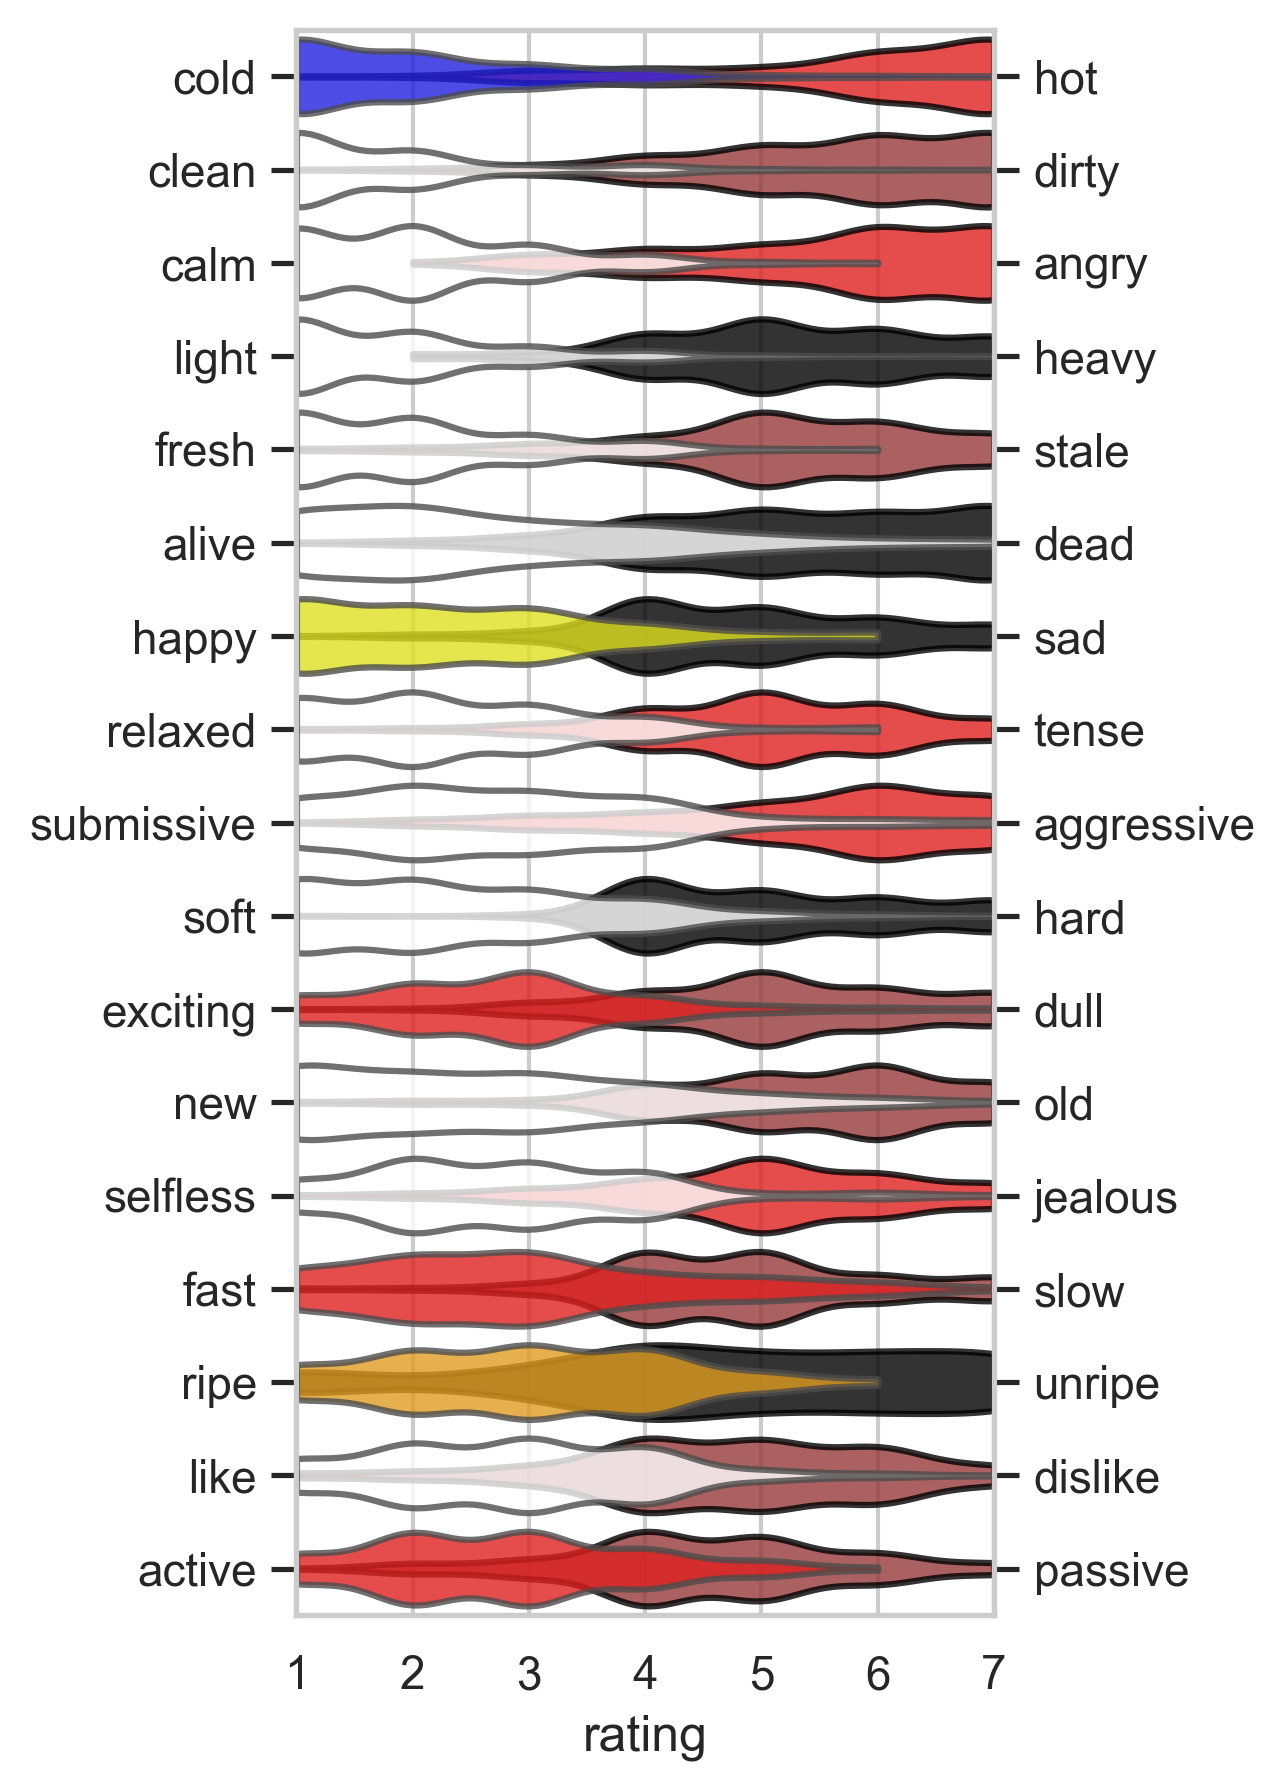 cold hot
clean dirty
calm angry
light heavy
fresh stale
alive dead
happy sad
relaxed tense
submissive aggressive
soft hard
exciting dull
new old
selfless jealous
fast slow
ripe unripe
like dislike
active passive
1 2 3 4 5 6 7
rating